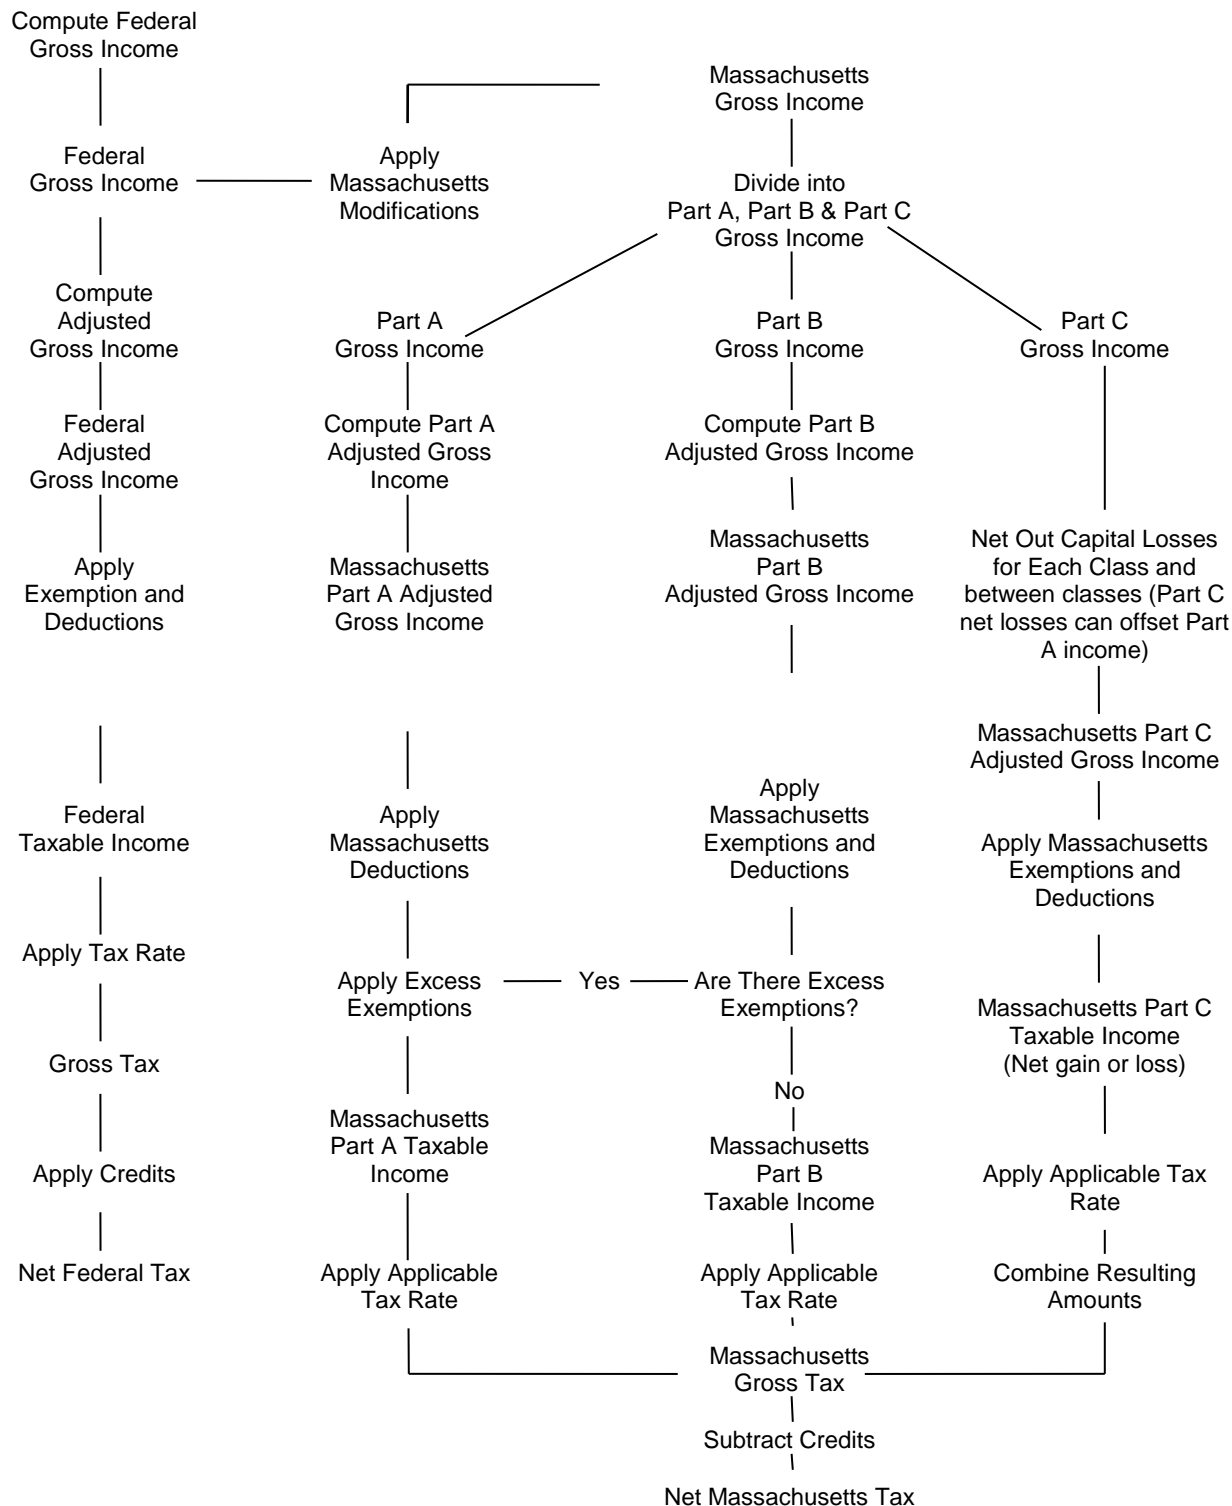 Compute Federal
Gross Income
Massachusetts
Gross Income
Federal
Gross Income
Apply
Massachusetts
Modifications
Divide into
Part A, Part B & Part C
Gross Income
Compute
Adjusted
Gross Income
Part A
Gross Income
Part B
Gross Income
Part C
Gross Income
Federal
Adjusted
Gross Income
Compute Part A
Adjusted Gross
Income
Compute Part B
Adjusted Gross Income
Apply
Exemption and
Deductions
Massachusetts
Part A Adjusted
Gross Income
Massachusetts
Part B
Adjusted Gross Income
Net Out Capital Losses
for Each Class and
between classes (Part C
net losses can offset Part
A income)
Massachusetts Part C
Adjusted Gross Income
Federal
Taxable Income
Apply
Massachusetts
Deductions
Apply
Massachusetts
Exemptions and
Deductions
Apply Massachusetts
Exemptions and
Deductions
Apply Tax Rate
Apply Excess
Exemptions
Yes
Are There Excess
Exemptions?
Massachusetts Part C
Taxable Income
(Net gain or loss)
Gross Tax
No
Massachusetts
Part A Taxable
Income
Massachusetts
Part B
Taxable Income
Apply Credits
Apply Applicable Tax
Rate
Net Federal Tax
Apply Applicable
Tax Rate
Apply Applicable
Tax Rate
Combine Resulting
Amounts
Massachusetts
Gross Tax
Subtract Credits
Net Massachusetts Tax